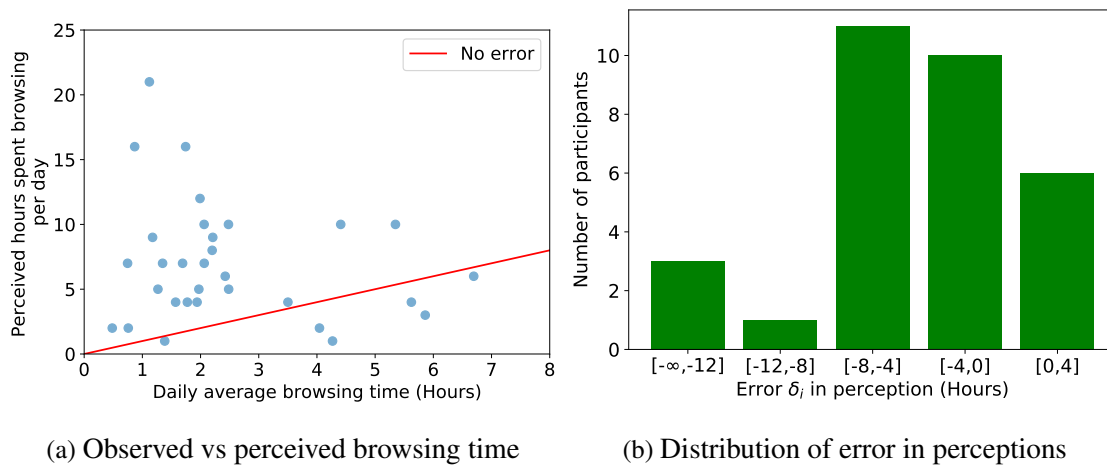 25
20
15
10
5
0
Perceived hours spent browsing
per day
No error
0 1 2 3 4 5 6 7 8
Daily average browsing time (Hours)
(a) Observed vs perceived browsing time
10
8
6
4
2
0
Number of participants
[-∞,-12] [-12,-8] [-8,-4] [-4,0] [0,4]
Error δᵢ in perception (Hours)
(b) Distribution of error in perceptions